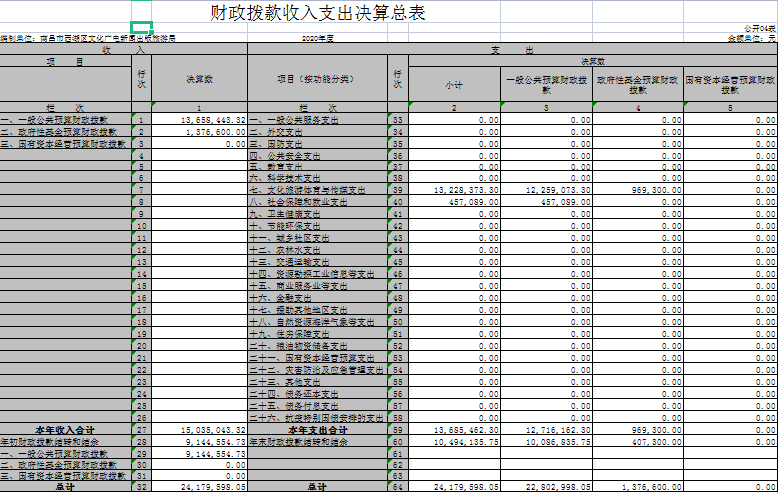 财政拨款收入支出决算总表
公开04表
编制单位：南昌市西湖区文化广电新闻出版旅游局 2020年度 金额单位：元
收 入 支 出
项 目 行次 决算数 项目（按功能分类） 行次 决算数
小计 一般公共预算财政拨款 政府性基金预算财政拨款 国有资本经营预算财政拨款
栏 次 1 栏 次 2 3 4 5
一、一般公共预算财政拨款 1 13,658,443.32 一、一般公共服务支出 33 0.00 0.00 0.00 0.00
二、政府性基金预算财政拨款 2 1,376,600.00 二、外交支出 34 0.00 0.00 0.00 0.00
三、国有资本经营预算财政拨款 3 0.00 三、国防支出 35 0.00 0.00 0.00 0.00
4 四、公共安全支出 36 0.00 0.00 0.00 0.00
5 五、教育支出 37 0.00 0.00 0.00 0.00
6 六、科学技术支出 38 0.00 0.00 0.00 0.00
7 七、文化旅游体育与传媒支出 39 13,228,373.30 12,259,073.30 969,300.00 0.00
8 八、社会保障和就业支出 40 457,089.00 457,089.00 0.00 0.00
9 九、卫生健康支出 41 0.00 0.00 0.00 0.00
10 十、节能环保支出 42 0.00 0.00 0.00 0.00
11 十一、城乡社区支出 43 0.00 0.00 0.00 0.00
12 十二、农林水支出 44 0.00 0.00 0.00 0.00
13 十三、交通运输支出 45 0.00 0.00 0.00 0.00
14 十四、资源勘探工业信息等支出 46 0.00 0.00 0.00 0.00
15 十五、商业服务业等支出 47 0.00 0.00 0.00 0.00
16 十六、金融支出 48 0.00 0.00 0.00 0.00
17 十七、援助其他地区支出 49 0.00 0.00 0.00 0.00
18 十八、自然资源海洋气象等支出 50 0.00 0.00 0.00 0.00
19 十九、住房保障支出 51 0.00 0.00 0.00 0.00
20 二十、粮油物资储备支出 52 0.00 0.00 0.00 0.00
21 二十一、国有资本经营预算支出 53 0.00 0.00 0.00 0.00
22 二十二、灾害防治及应急管理支出 54 0.00 0.00 0.00 0.00
23 二十三、其他支出 55 0.00 0.00 0.00 0.00
24 二十四、债务还本支出 56 0.00 0.00 0.00 0.00
25 二十五、债务付息支出 57 0.00 0.00 0.00 0.00
26 二十六、抗疫特别国债安排的支出 58 0.00 0.00 0.00 0.00
本年收入合计 27 15,035,043.32 本年支出合计 59 13,685,462.30 12,716,162.30 969,300.00 0.00
年初财政拨款结转和结余 28 9,144,554.73 年末财政拨款结转和结余 60 10,494,135.75 10,086,835.75 407,300.00 0.00
一、一般公共预算财政拨款 29 9,144,554.73 61
二、政府性基金预算财政拨款 30 0.00 62
三、国有资本经营预算财政拨款 31 0.00 63
总计 32 24,179,598.05 总计 64 24,179,598.05 22,802,998.05 1,376,600.00 0.00